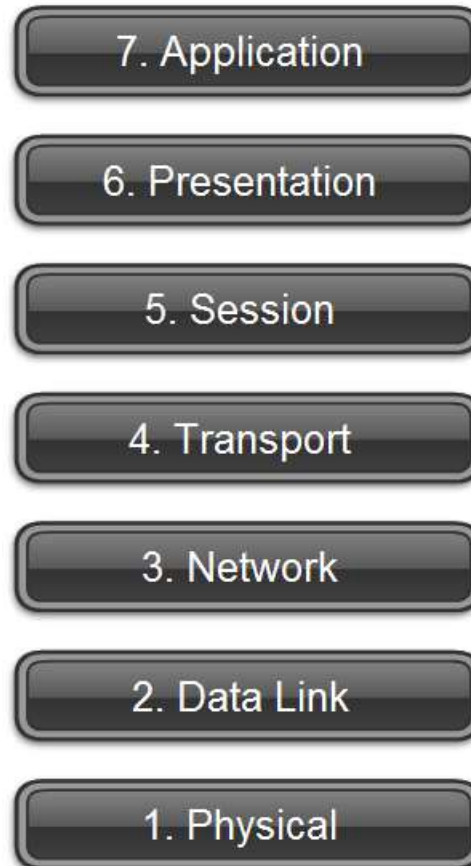 7. Application
6. Presentation
5. Session
4. Transport
3. Network
2. Data Link
1. Physical